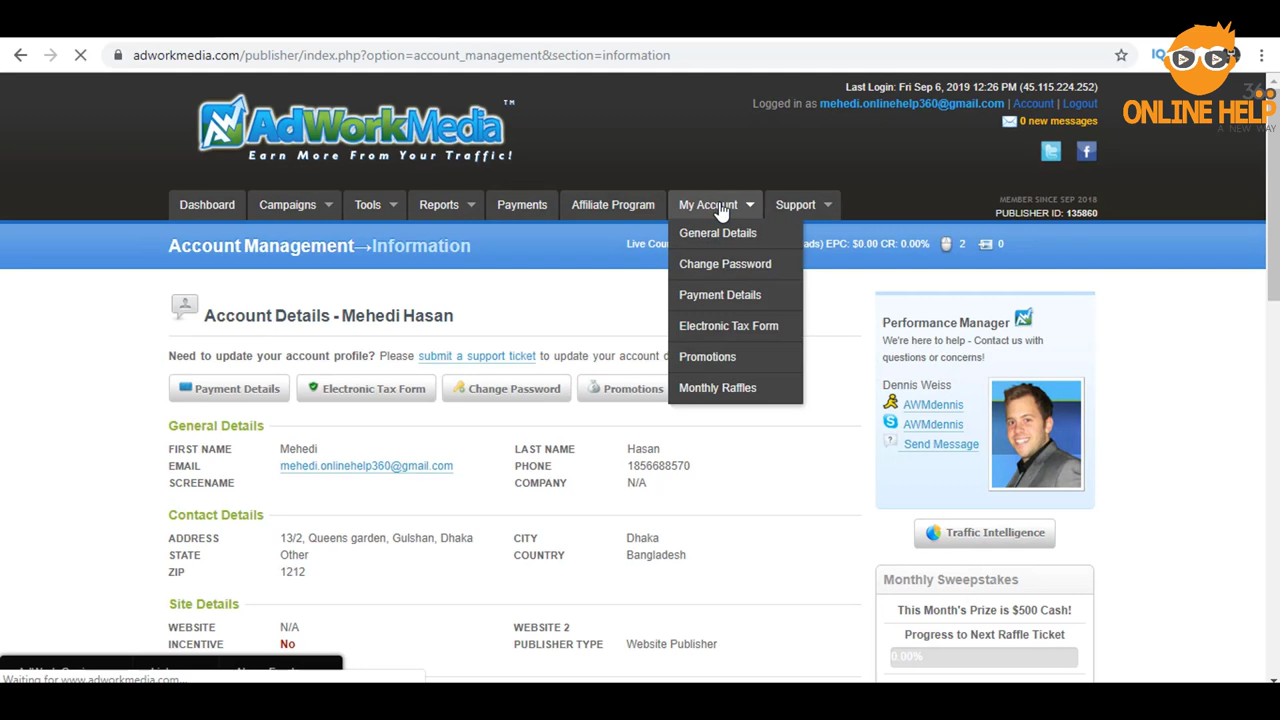 adworkmedia.com/publisher/index.php?option=account_management&section=information
36
ONLINE HELP
A NEW WAY
Last Login: Fri Sep 6, 2019 12:26 PM (45.115.224.252)
Logged in as mehedi.onlinehelp360@gmail.com | Account | Logout
0 new messages
AdWorkMedia™
Earn More From Your Traffic!
Dashboard Campaigns Tools Reports Payments Affiliate Program My Account Support
MEMBER SINCE SEP 2018
PUBLISHER ID: 135860
Account Management→Information
Live Cou ads) EPC: $0.00 CR: 0.00% 2 0
General Details
Change Password
Payment Details
Electronic Tax Form
Promotions
Monthly Raffles
Account Details - Mehedi Hasan
Need to update your account profile? Please submit a support ticket to update your account d
Payment Details Electronic Tax Form Change Password Promotions
General Details
FIRST NAME Mehedi LAST NAME Hasan
EMAIL mehedi.onlinehelp360@gmail.com PHONE 1856688570
SCREENAME COMPANY N/A
Contact Details
ADDRESS 13/2, Queens garden, Gulshan, Dhaka CITY Dhaka
STATE Other COUNTRY Bangladesh
ZIP 1212
Site Details
WEBSITE N/A WEBSITE 2
INCENTIVE No PUBLISHER TYPE Website Publisher
Performance Manager
We're here to help - Contact us with
questions or concerns!
Dennis Weiss
AWMdennis
AWMdennis
Send Message
Traffic Intelligence
Monthly Sweepstakes
This Month's Prize is $500 Cash!
Progress to Next Raffle Ticket
0.00%
Waiting for www.adworkmedia.com...